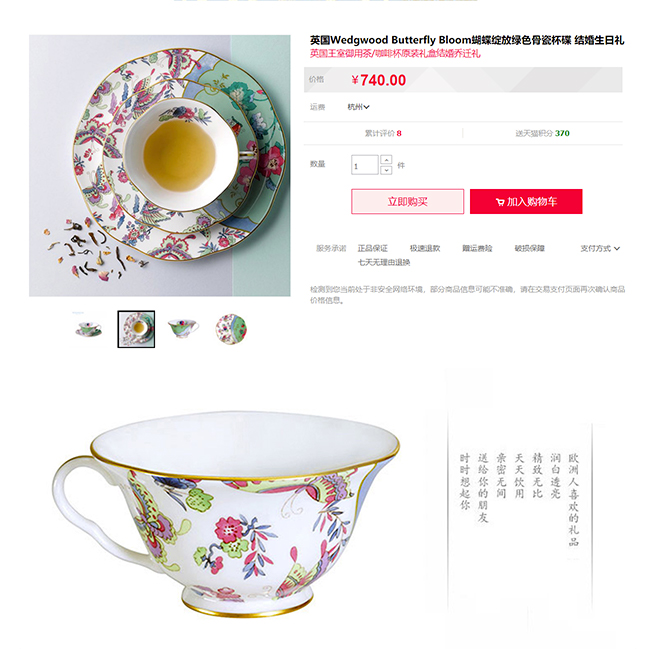 英国Wedgwood Butterfly Bloom蝴蝶绽放绿色骨瓷杯碟 结婚生日礼
英国王室御用茶/咖啡杯原装礼盒结婚乔迁礼
价格
¥740.00
运费
杭州
累计评价 8
送天猫积分 370
数量
1
件
立即购买
加入购物车
服务承诺
正品保证
极速退款
赠运费险
破损保障
支付方式
七天无理由退换
检测到您当前处于非安全网络环境，部分商品信息可能不准确，请在交易支付页面再次确认商品
价格信息。
欧洲人喜欢的礼品
润白透亮
精致无比
天天饮用
亲密无间
送给你的朋友
时时想起你